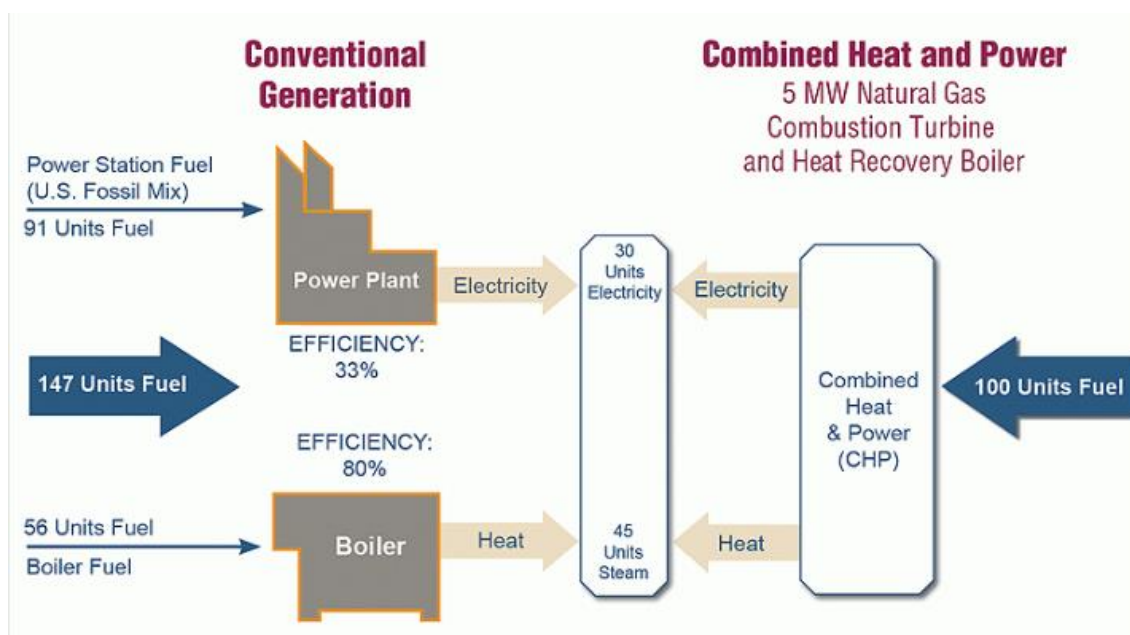 Conventional
Generation
Combined Heat and Power
5 MW Natural Gas
Combustion Turbine
and Heat Recovery Boiler
Power Station Fuel
(U.S. Fossil Mix)
91 Units Fuel
Power Plant
Electricity
30
Units
Electricity
Electricity
EFFICIENCY:
33%
147 Units Fuel
Combined
Heat
& Power
(CHP)
100 Units Fuel
EFFICIENCY:
80%
56 Units Fuel
Boiler Fuel
Boiler
Heat
45
Units
Steam
Heat